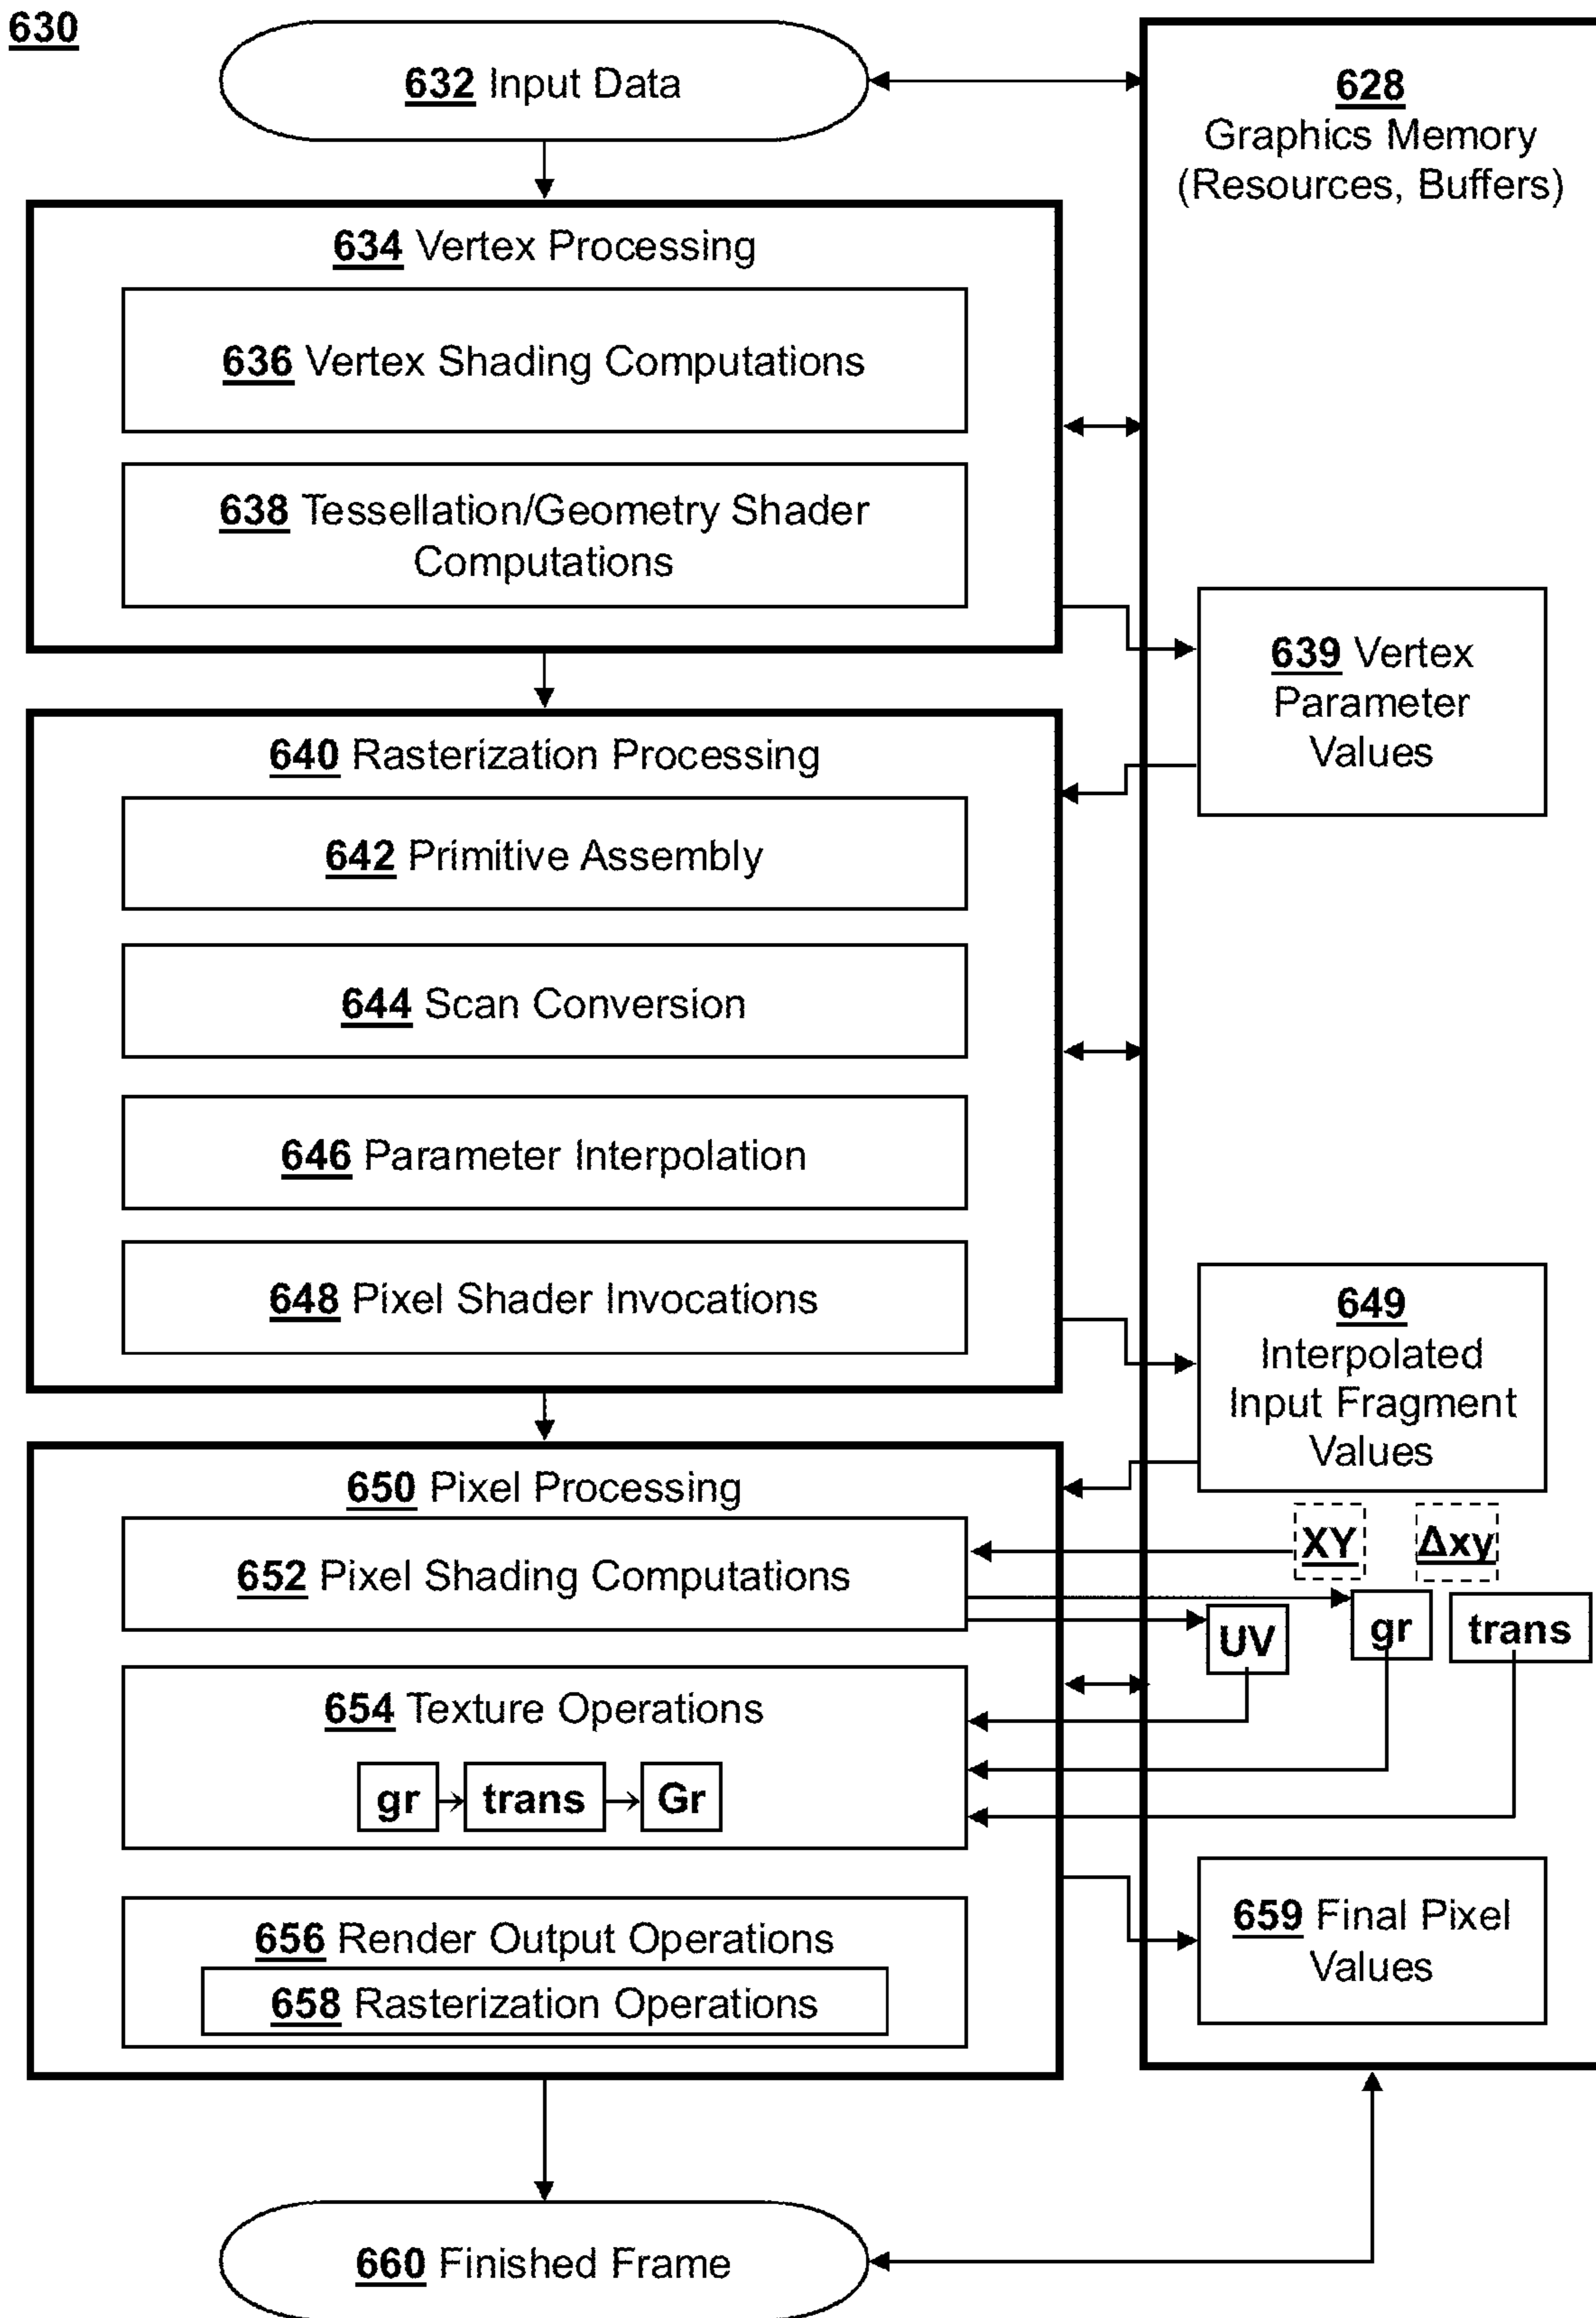 630
632 Input Data
628
Graphics Memory
(Resources, Buffers)
634 Vertex Processing
636 Vertex Shading Computations
638 Tessellation/Geometry Shader
Computations
639 Vertex
Parameter
Values
640 Rasterization Processing
642 Primitive Assembly
644 Scan Conversion
646 Parameter Interpolation
648 Pixel Shader Invocations
649
Interpolated
Input Fragment
Values
650 Pixel Processing
652 Pixel Shading Computations
XY
Δxy
UV
gr
trans
654 Texture Operations
gr
trans
Gr
656 Render Output Operations
658 Rasterization Operations
659 Final Pixel
Values
660 Finished Frame